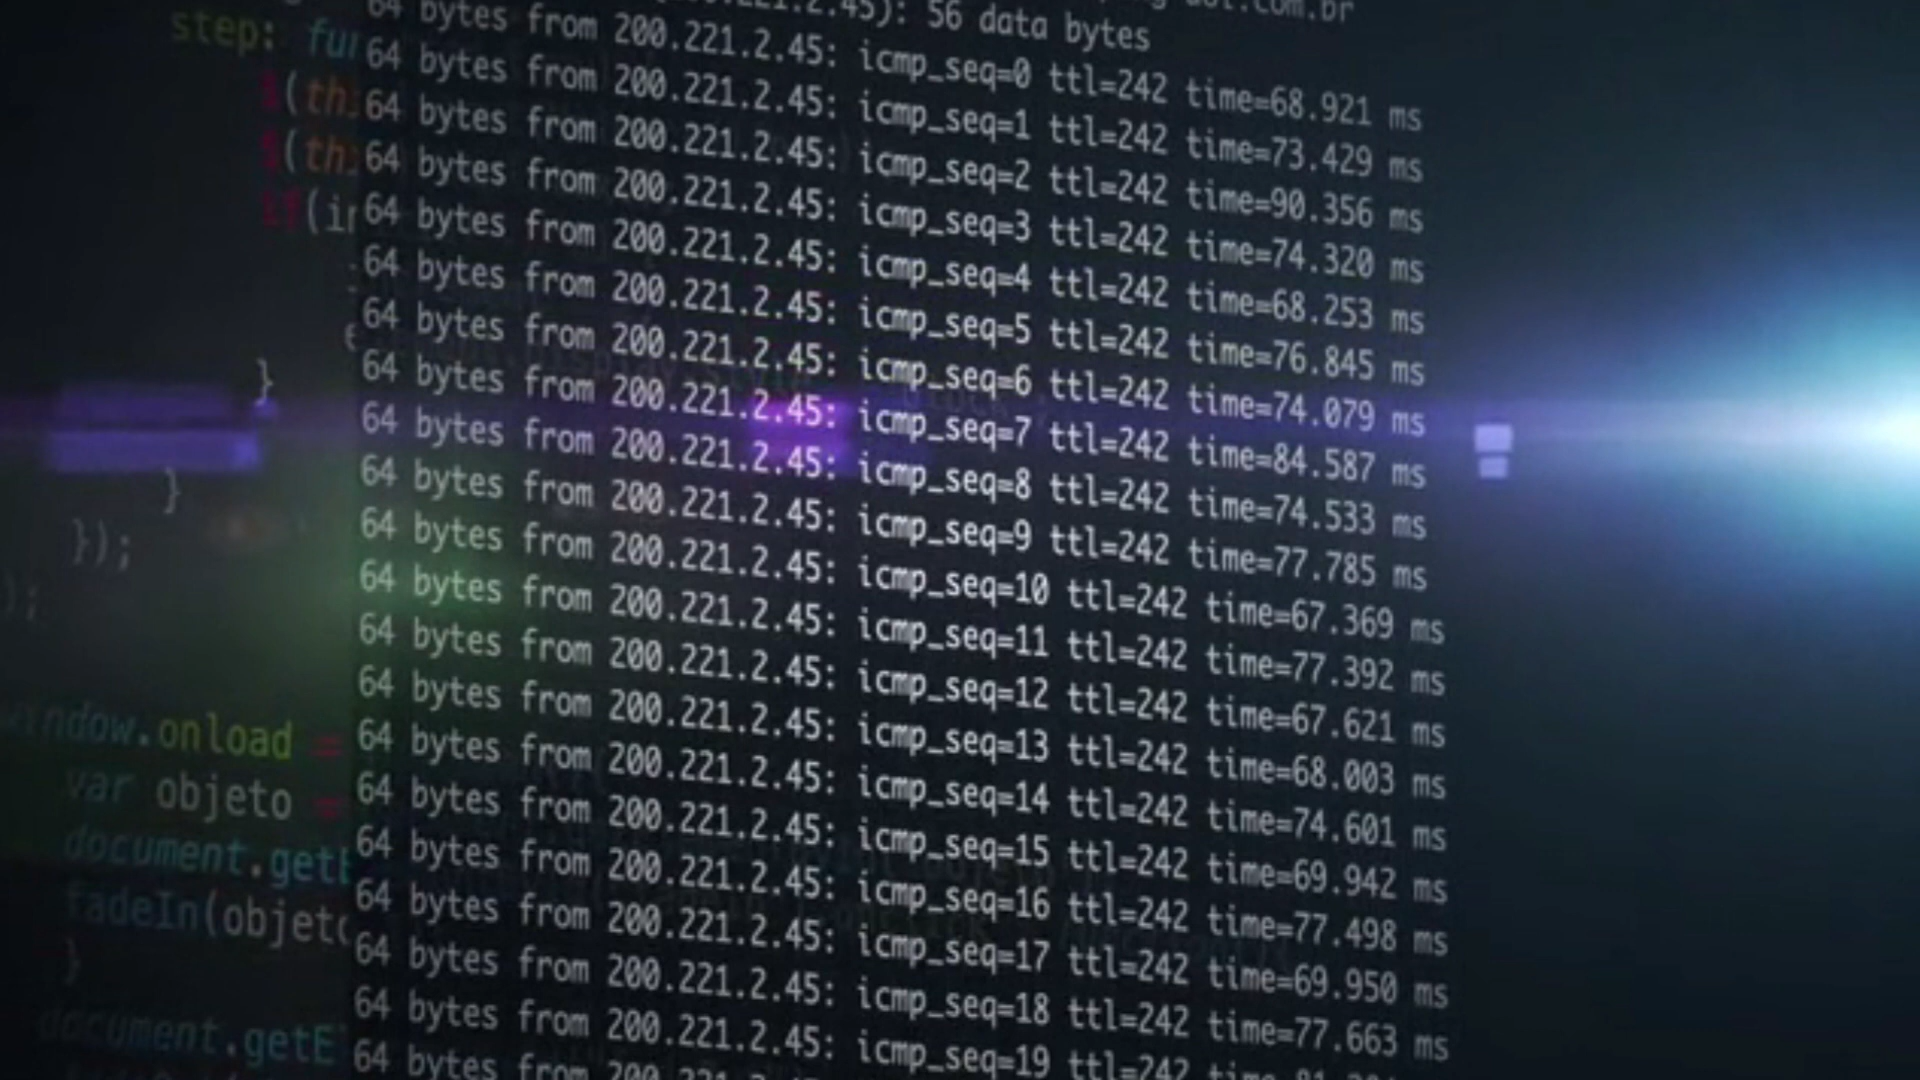 .com.br
56 data bytes
64 bytes from 200.221.2.45: icmp_seq=0 ttl=242 time=68.921 ms
64 bytes from 200.221.2.45: icmp_seq=1 ttl=242 time=73.429 ms
64 bytes from 200.221.2.45: icmp_seq=2 ttl=242 time=90.356 ms
64 bytes from 200.221.2.45: icmp_seq=3 ttl=242 time=74.320 ms
64 bytes from 200.221.2.45: icmp_seq=4 ttl=242 time=68.253 ms
64 bytes from 200.221.2.45: icmp_seq=5 ttl=242 time=76.845 ms
64 bytes from 200.221.2.45: icmp_seq=6 ttl=242 time=74.079 ms
64 bytes from 200.221.2.45: icmp_seq=7 ttl=242 time=84.587 ms
64 bytes from 200.221.2.45: icmp_seq=8 ttl=242 time=74.533 ms
64 bytes from 200.221.2.45: icmp_seq=9 ttl=242 time=77.785 ms
64 bytes from 200.221.2.45: icmp_seq=10 ttl=242 time=67.369 ms
64 bytes from 200.221.2.45: icmp_seq=11 ttl=242 time=77.392 ms
64 bytes from 200.221.2.45: icmp_seq=12 ttl=242 time=67.621 ms
64 bytes from 200.221.2.45: icmp_seq=13 ttl=242 time=68.003 ms
64 bytes from 200.221.2.45: icmp_seq=14 ttl=242 time=74.601 ms
64 bytes from 200.221.2.45: icmp_seq=15 ttl=242 time=69.942 ms
64 bytes from 200.221.2.45: icmp_seq=16 ttl=242 time=77.498 ms
64 bytes from 200.221.2.45: icmp_seq=17 ttl=242 time=69.950 ms
64 bytes from 200.221.2.45: icmp_seq=18 ttl=242 time=77.663 ms
64 bytes from 200.221.2.45: icmp_seq=19 ttl=242
64 bytes from
step: fu
$(thi
$(thi
if(in
}
}
});
);
window.onload =
var objeto =
document.getE
fadeIn(objeto
}
document.getE